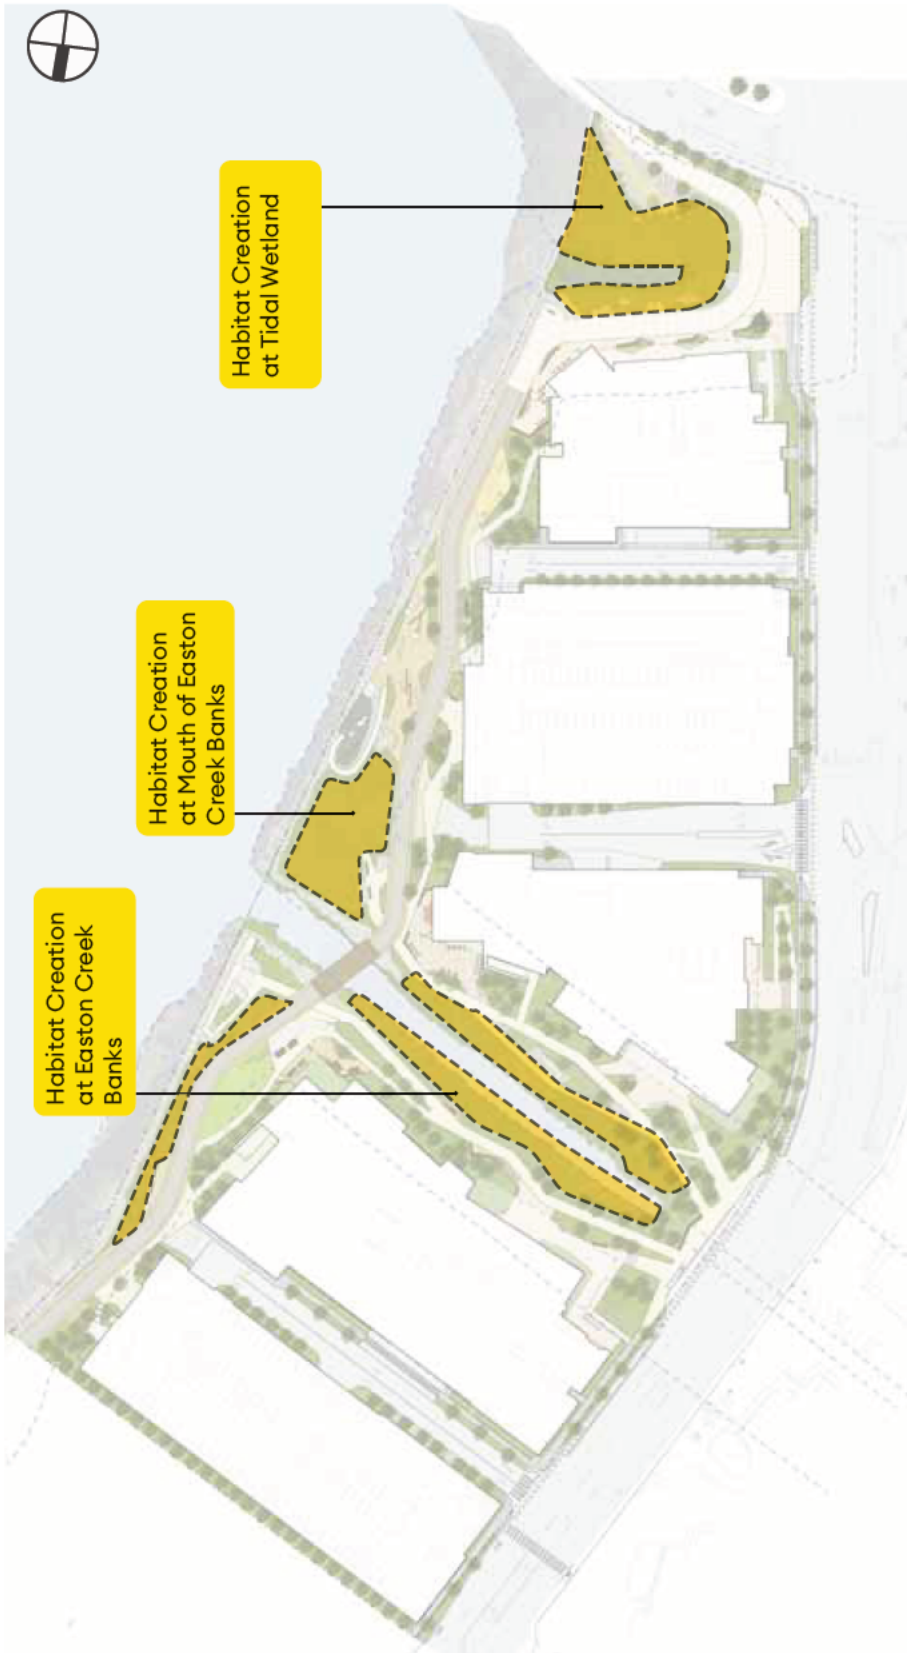 Habitat Creation
at Easton Creek
Banks
Habitat Creation
at Mouth of Easton
Creek Banks
Habitat Creation
at Tidal Wetland